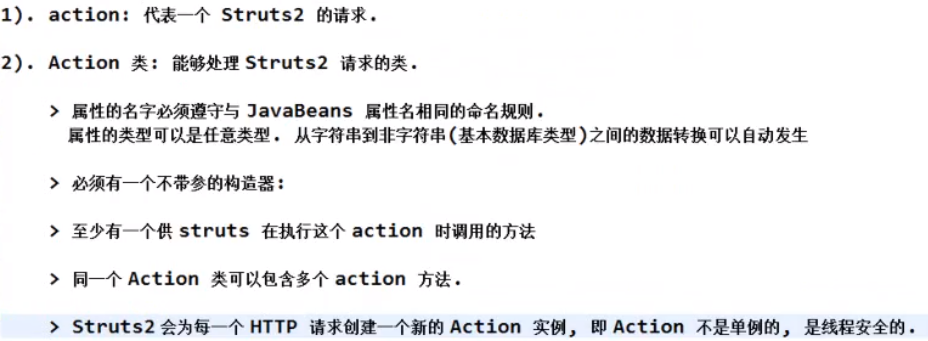 1). action: 代表一个 Struts2 的请求.
2). Action 类: 能够处理 Struts2 请求的类.
> 属性的名字必须遵守与 JavaBeans 属性名相同的命名规则.
属性的类型可以是任意类型. 从字符串到非字符串(基本数据库类型)之间的数据转换可以自动发生
> 必须有一个不带参的构造器:
> 至少有一个供 struts 在执行这个 action 时调用的方法
> 同一个 Action 类可以包含多个 action 方法.
> Struts2 会为每一个 HTTP 请求创建一个新的 Action 实例, 即 Action 不是单例的, 是线程安全的.